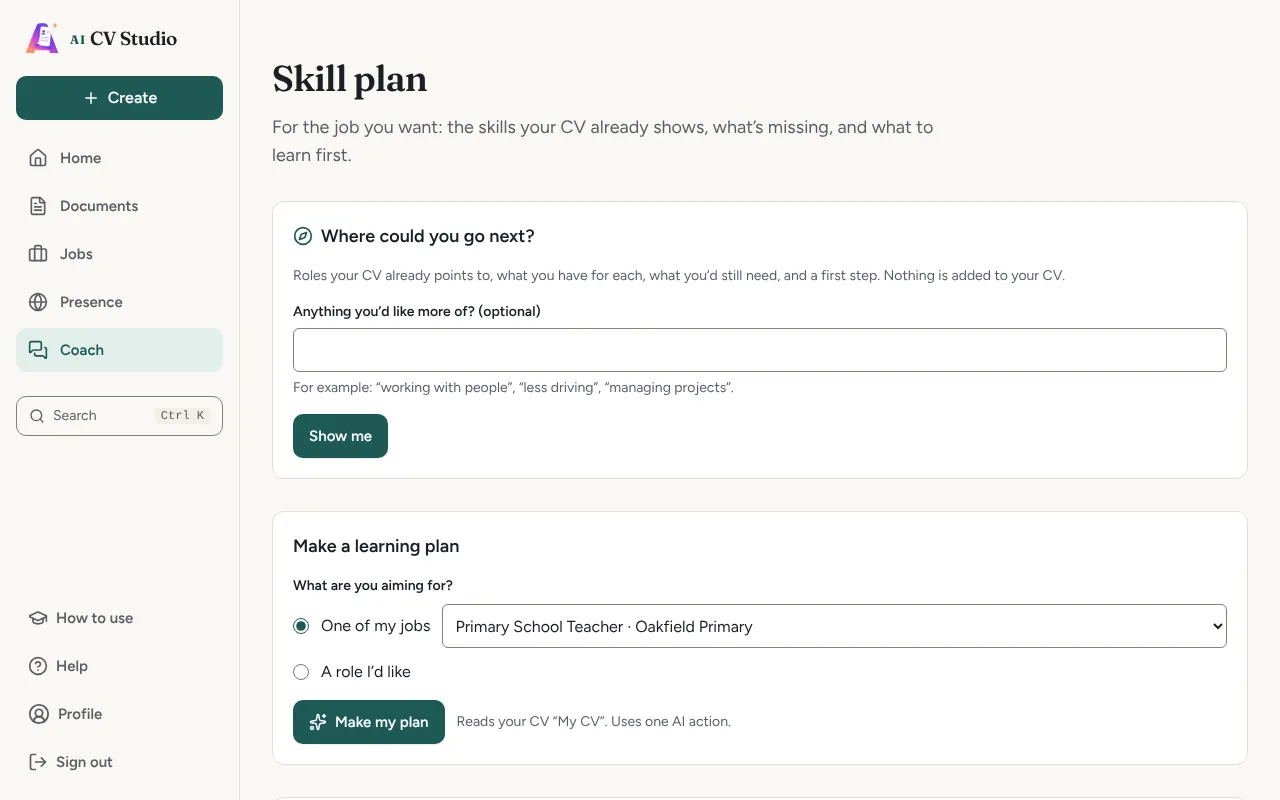 AI CV Studio
Create
Home
Documents
Jobs
Presence
Coach
Search Ctrl K
How to use
Help
Profile
Sign out
Skill plan
For the job you want: the skills your CV already shows, what’s missing, and what to
learn first.
Where could you go next?
Roles your CV already points to, what you have for each, what you’d still need, and a first step. Nothing is added to your CV.
Anything you’d like more of? (optional)
For example: “working with people”, “less driving”, “managing projects”.
Show me
Make a learning plan
What are you aiming for?
One of my jobs Primary School Teacher · Oakfield Primary
A role I’d like
Make my plan Reads your CV “My CV”. Uses one AI action.